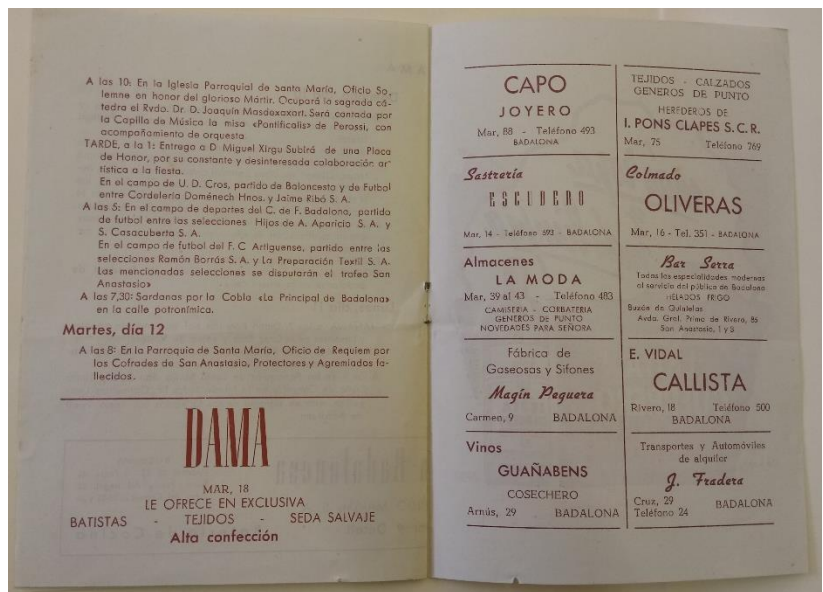 A las 10: En la Iglesia Parroquial de Santa María, Oficio So,
lemne en honor del glorioso Mártir. Ocupará la sagrada cá-
tedra el Rvdo. Dr. D. Joaquín Masdexaxart. Será cantada por
la Capilla de Música la misa «Pontificalis» de Perossi, con
acompañamiento de orquesta.
TARDE, a la 1: Entrega a D. Miguel Xirgu Subirá de una Placa
de Honor, por su constante y desinteresada colaboración ar-
tística a la fiesta.
En el campo de U. D. Cros, partido de Baloncesto y de Futbol
entre Cordelería Doménech Hnos. y Jaime Ribó S. A.
A las 5: En el campo de deportes del C. de F. Badalona, partido
de futbol entre las selecciones Hijos de A. Aparicio S. A. y
S. Casacuberta S. A.
En el campo de futbol del F. C Artiguense, partido entre las
selecciones Ramón Borrás S. A. y La Preparación Textil S. A.
Las mencionadas selecciones se disputarán el trofeo San
Anastasio»
A las 7,30: Sardanas por la Cobla «La Principal de Badalona»
en la calle patronímica.
Martes, día 12
A las 8: En la Parroquia de Santa María, Oficio de Requiem por
los Cofrades de San Anastasio, Protectores y Agremiados fa-
llecidos.
DAMA
MAR, 18
LE OFRECE EN EXCLUSIVA
BATISTAS - TEJIDOS - SEDA SALVAJE
Alta confección
CAPO
JOYERO
Mar, 88 - Teléfono 493
BADALONA
Sastrería
ESCUDERO
Mar, 14 - Teléfono 593 - BADALONA
Almacenes
LA MODA
Mar, 39 al 43 - Teléfono 483
CAMISERIA - CORBATERIA
GENEROS DE PUNTO
NOVEDADES PARA SEÑORA
Fábrica de
Gaseosas y Sifones
Magín Peguera
Carmen, 9 BADALONA
Vinos
GUAÑABENS
COSECHERO
Arnús, 29 BADALONA
TEJIDOS - CALZADOS
GENEROS DE PUNTO
HEREDEROS DE
I. PONS CLAPES S. C. R.
Mar, 75 Teléfono 769
Colmado
OLIVERAS
Mar, 16 - Tel. 351 - BADALONA
Bar Serra
Todas las especialidades modernas
al servicio del público de Badalona
HELADOS FRIGO
Buzón de Quinielas
Avda. Gral. Primo de Rivera, 85
San Anastasio, 1 y 3
E. VIDAL
CALLISTA
Rivero, 18 Teléfono 500
BADALONA
Transportes y Automóviles
de alquiler
J. Fradera
Cruz, 29 BADALONA
Teléfono 24